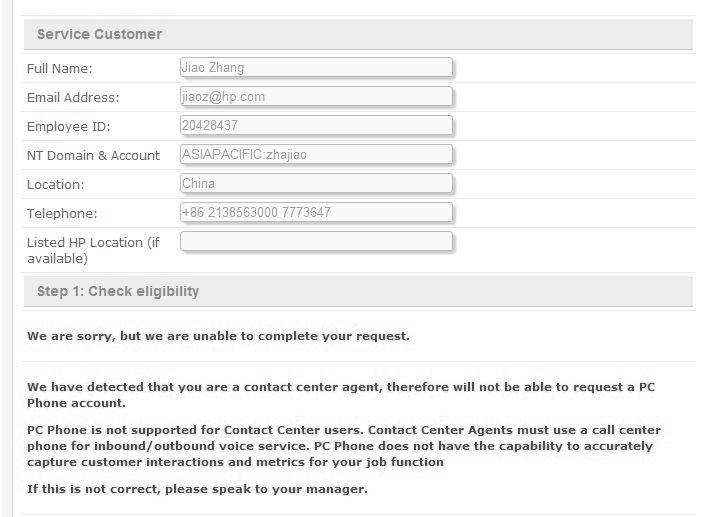 Service Customer
Full Name: Jiao Zhang
Email Address: jiaoz@hp.com
Employee ID: 20428437
NT Domain & Account ASIAPACIFIC:zhajiao
Location: China
Telephone: +86 2138563000 7773647
Listed HP Location (if
available)
Step 1: Check eligibility
We are sorry, but we are unable to complete your request.
We have detected that you are a contact center agent, therefore will not be able to request a PC
Phone account.
PC Phone is not supported for Contact Center users. Contact Center Agents must use a call center
phone for inbound/outbound voice service. PC Phone does not have the capability to accurately
capture customer interactions and metrics for your job function
If this is not correct, please speak to your manager.